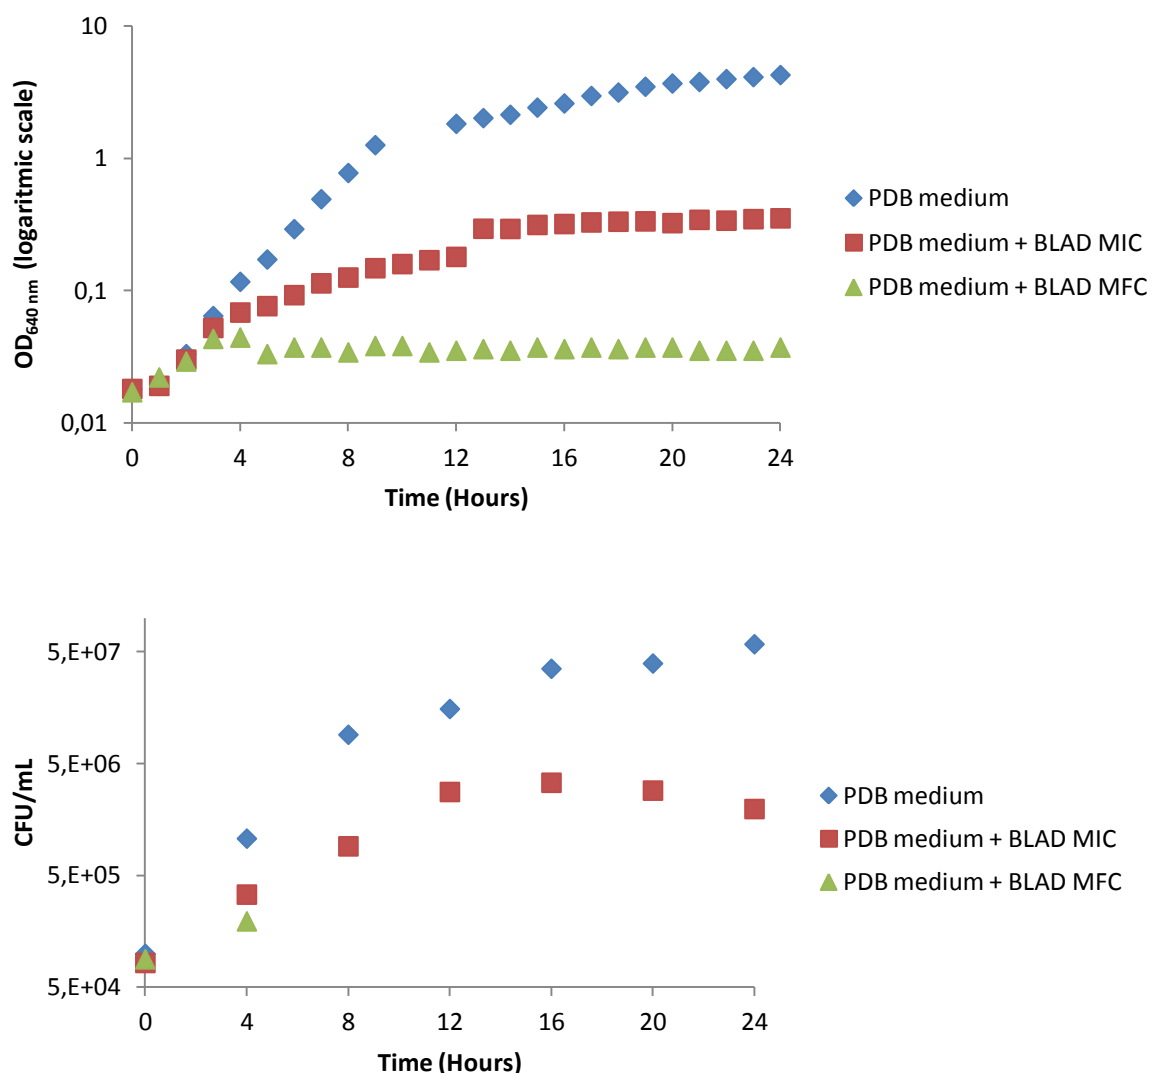 10
1
0.1
0,01
OD640 nm (logaritmic scale)
0 4 8 12 16 20 24
Time (Hours)
PDB medium
PDB medium + BLAD MIC
PDB medium + BLAD MFC
5,E+07
5,E+06
5,E+05
5,E+04
CFU/mL
0 4 8 12 16 20 24
Time (Hours)
PDB medium
PDB medium + BLAD MIC
PDB medium + BLAD MFC